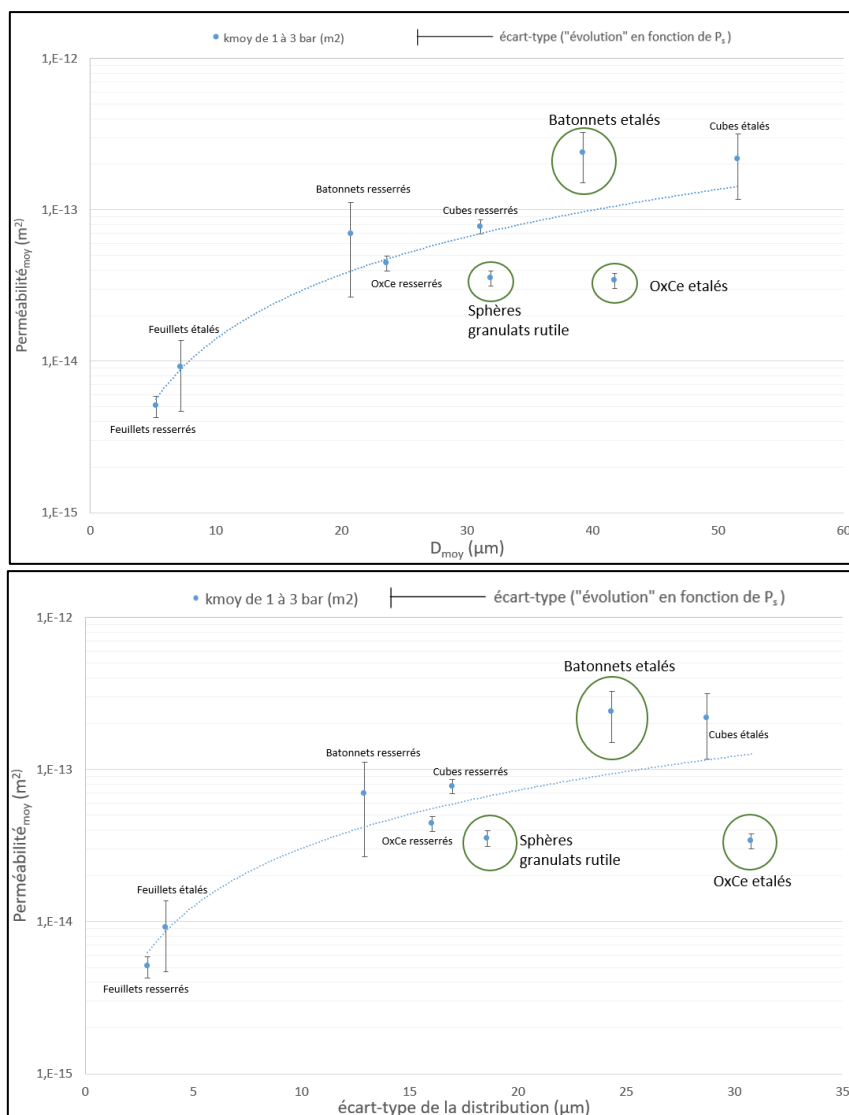 kmoy de 1 à 3 bar (m2) écart-type ("évolution" en fonction de Ps)
1,E-12
Batonnets etalés
Cubes étalés
Batonnets resserrés
1,E-13
Cubes resserrés
OxCe resserrés
OxCe etalés
Sphères
granulats rutile
Feuillets étalés
1,E-14
Feuillets resserrés
1,E-15
Perméabilitémoy (m2)
0 10 20 30 40 50 60
Dmoy (µm)
kmoy de 1 à 3 bar (m2) écart-type ("évolution" en fonction de Ps)
1,E-12
Batonnets etalés
Cubes étalés
Batonnets resserrés
1,E-13
Cubes resserrés
OxCe resserrés
Sphères
granulats rutile
OxCe etalés
Feuillets étalés
1,E-14
Feuillets resserrés
1,E-15
Perméabilitémoy (m2)
0 5 10 15 20 25 30 35
écart-type de la distribution (µm)